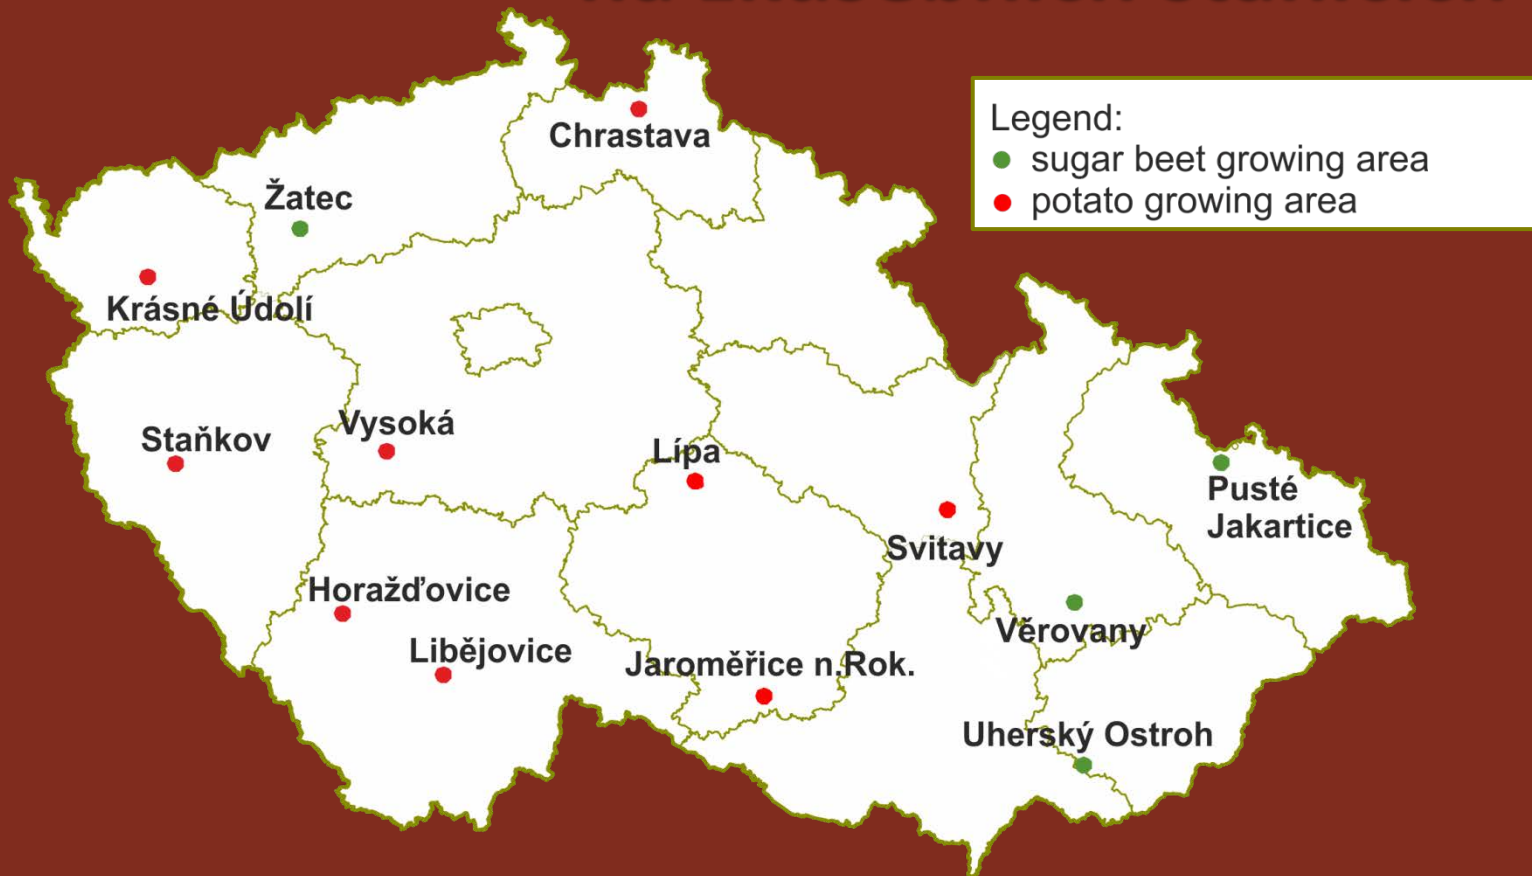 Legend:
sugar beet growing area
potato growing area
Chrastava
Žatec
Krásné Údolí
Vysoká
Staňkov
Lípa
Pusté
Jakartice
Svitavy
Horažďovice
Věrovany
Libějovice
Jaroměřice n.Rok.
Uherský Ostroh